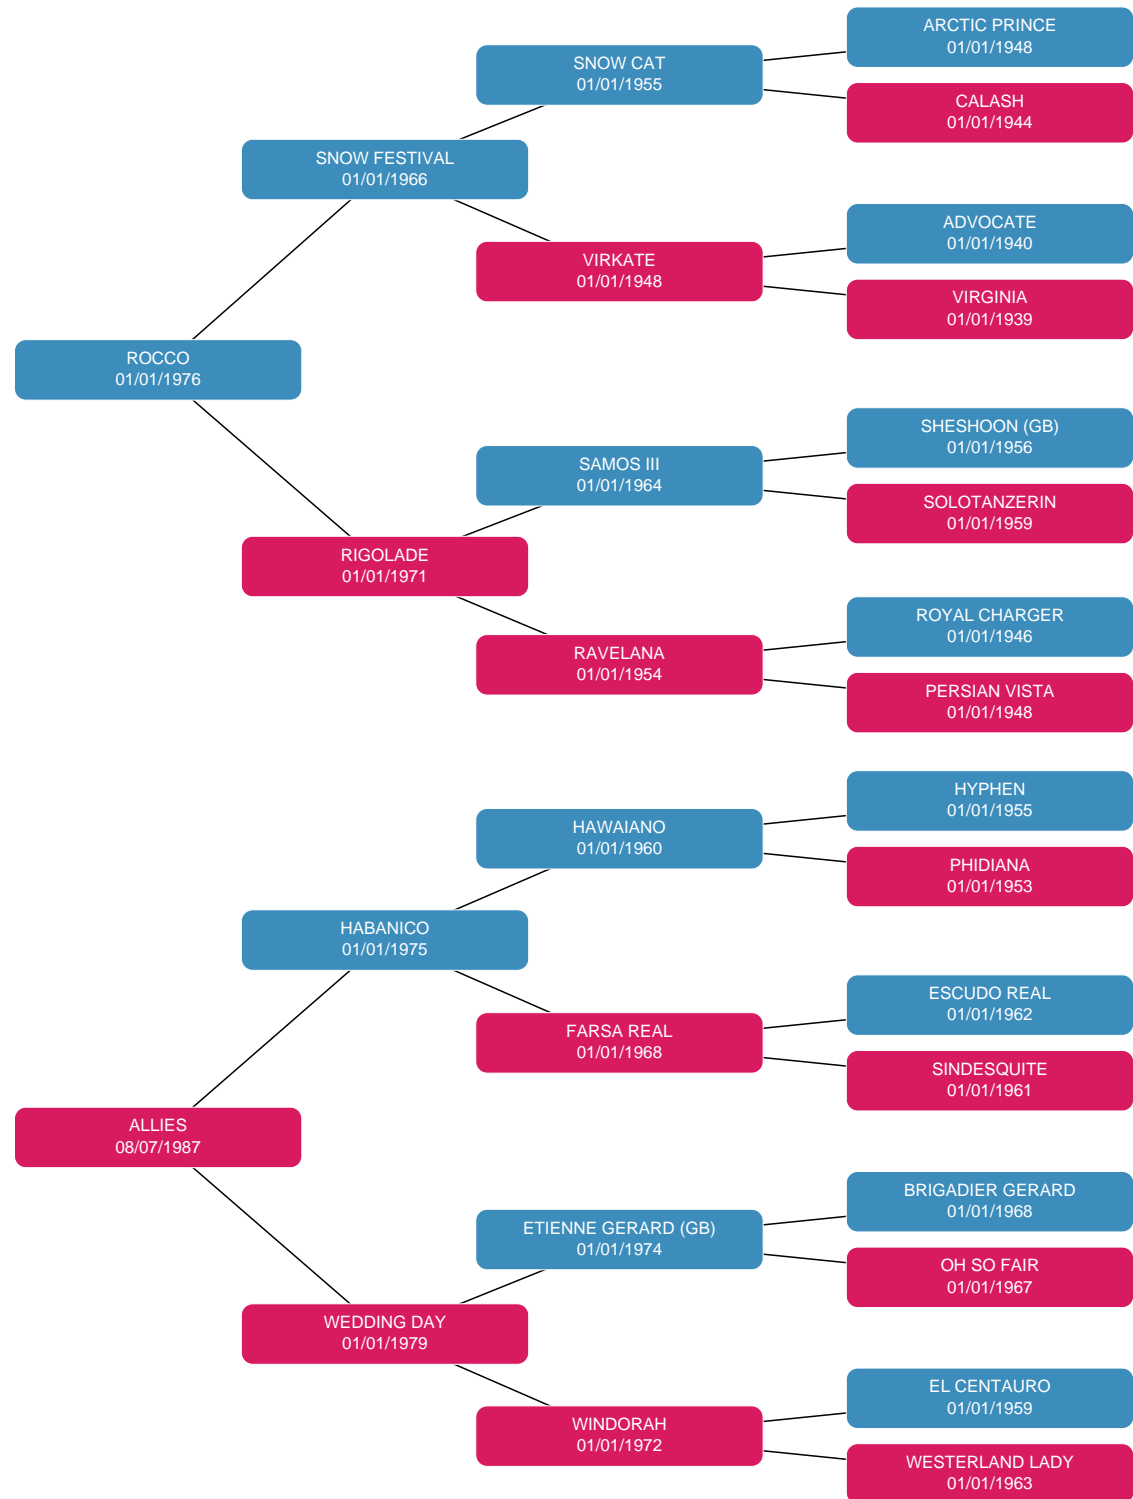 ARCTIC PRINCE
01/01/1948
SNOW CAT
01/01/1955
CALASH
01/01/1944
SNOW FESTIVAL
01/01/1966
ADVOCATE
01/01/1940
VIRKATE
01/01/1948
VIRGINIA
01/01/1939
ROCCO
01/01/1976
SHESHOON (GB)
01/01/1956
SAMOS III
01/01/1964
SOLOTANZERIN
01/01/1959
RIGOLADE
01/01/1971
ROYAL CHARGER
01/01/1946
RAVELANA
01/01/1954
PERSIAN VISTA
01/01/1948
HYPHEN
01/01/1955
HAWAIANO
01/01/1960
PHIDIANA
01/01/1953
HABANICO
01/01/1975
ESCUDO REAL
01/01/1962
FARSA REAL
01/01/1968
SINDESQUITE
01/01/1961
ALLIES
08/07/1987
BRIGADIER GERARD
01/01/1968
ETIENNE GERARD (GB)
01/01/1974
OH SO FAIR
01/01/1967
WEDDING DAY
01/01/1979
EL CENTAURO
01/01/1959
WINDORAH
01/01/1972
WESTERLAND LADY
01/01/1963